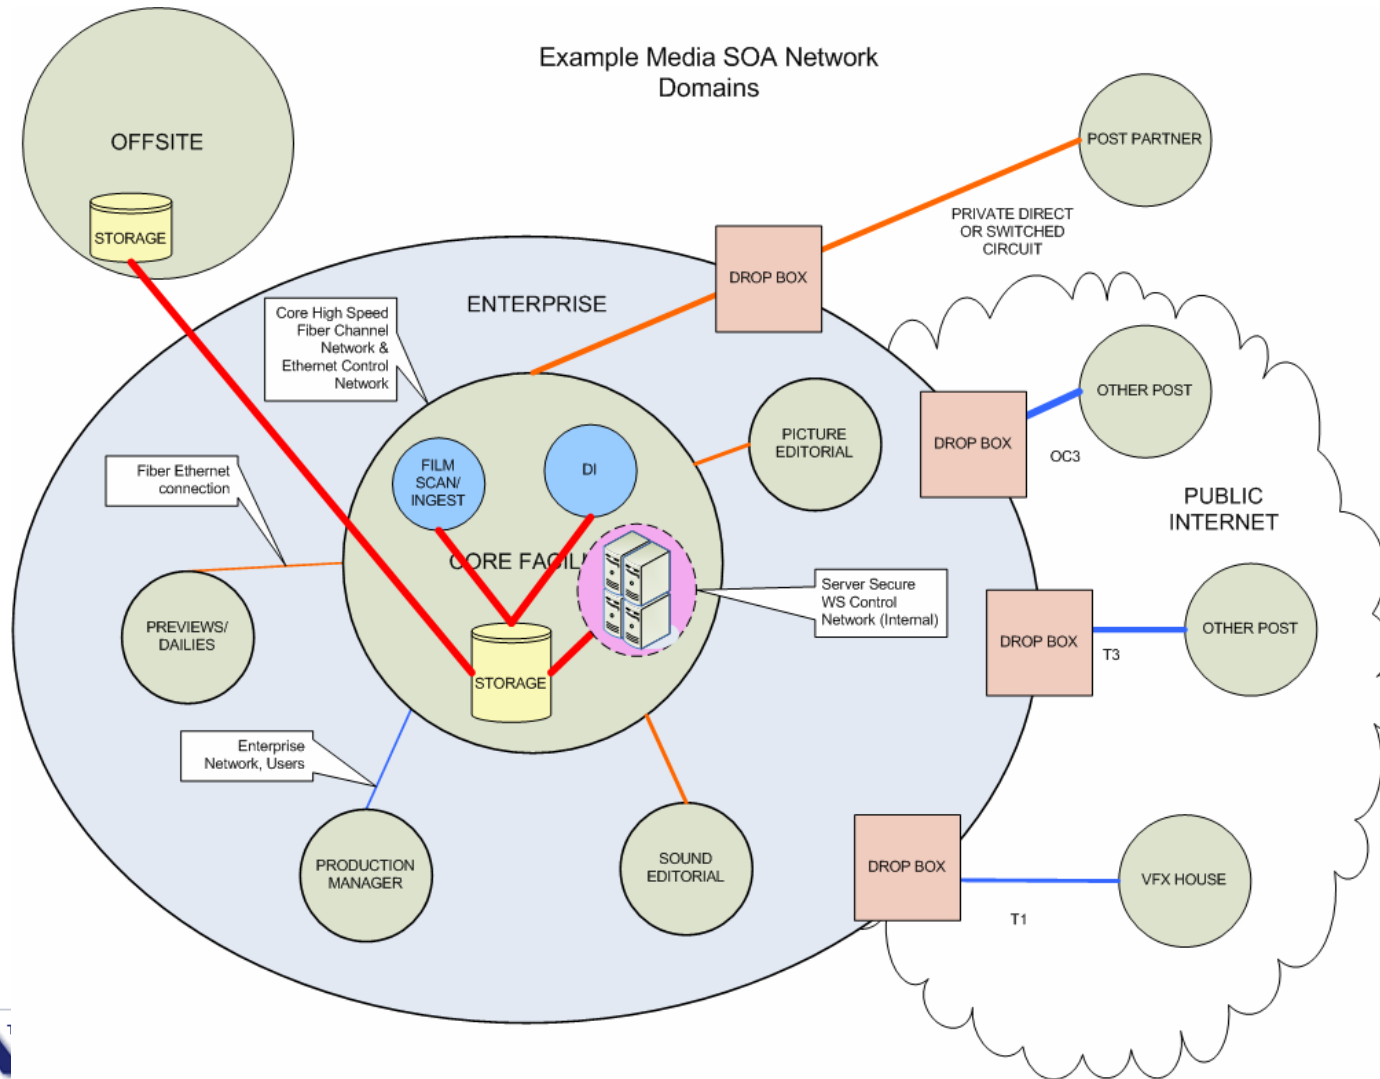 Example Media SOA Network
Domains
OFFSITE
STORAGE
POST PARTNER
PRIVATE DIRECT
OR SWITCHED
CIRCUIT
DROP BOX
ENTERPRISE
Core High Speed
Fiber Channel
Network &
Ethernet Control
Network
OTHER POST
DROP BOX
OC3
PICTURE
EDITORIAL
FILM
SCAN/
INGEST
DI
Fiber Ethernet
connection
PUBLIC
INTERNET
CORE FACIL
Server Secure
WS Control
Network (Internal)
PREVIEWS/
DAILIES
DROP BOX
T3
OTHER POST
STORAGE
Enterprise
Network, Users
PRODUCTION
MANAGER
SOUND
EDITORIAL
DROP BOX
T1
VFX HOUSE